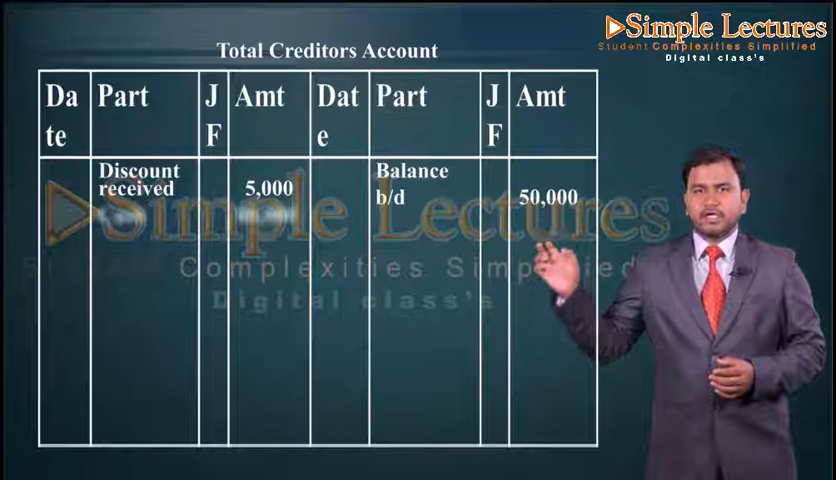 Simple Lectures
Student Complexities Simplified
Digital class's
Total Creditors Account
Da
te
Part
J
F
Amt
Dat
e
Part
J
F
Amt
Discount
received
5,000
Balance
b/d
50,000
Simple Lectures
Student Complexities Simplified
Digital class's